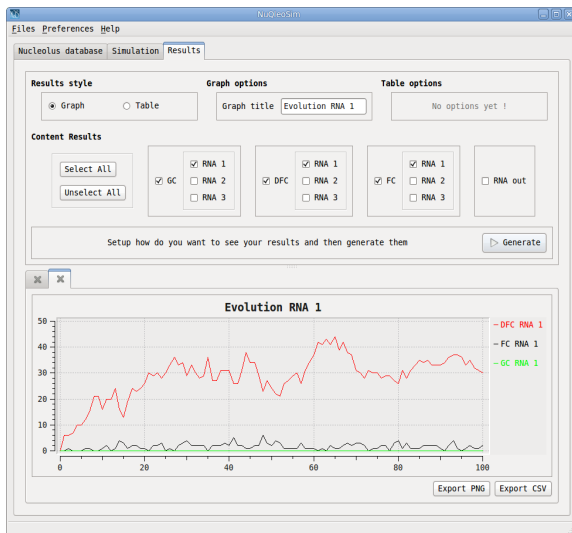 NuQleoSim
Files Preferences Help
Nucleolus database Simulation Results
Results style Graph options Table options
Graph Table Graph title Evolution RNA 1 No options yet !
Content Results
Select All
Unselect All
GC RNA 1 RNA 2 RNA 3
DFC RNA 1 RNA 2 RNA 3
FC RNA 1 RNA 2 RNA 3
RNA out
Setup how do you want to see your results and then generate them Generate
Evolution RNA 1
50
40
30
20
10
0
0 20 40 60 80 100
DFC RNA 1
FC RNA 1
GC RNA 1
Export PNG Export CSV